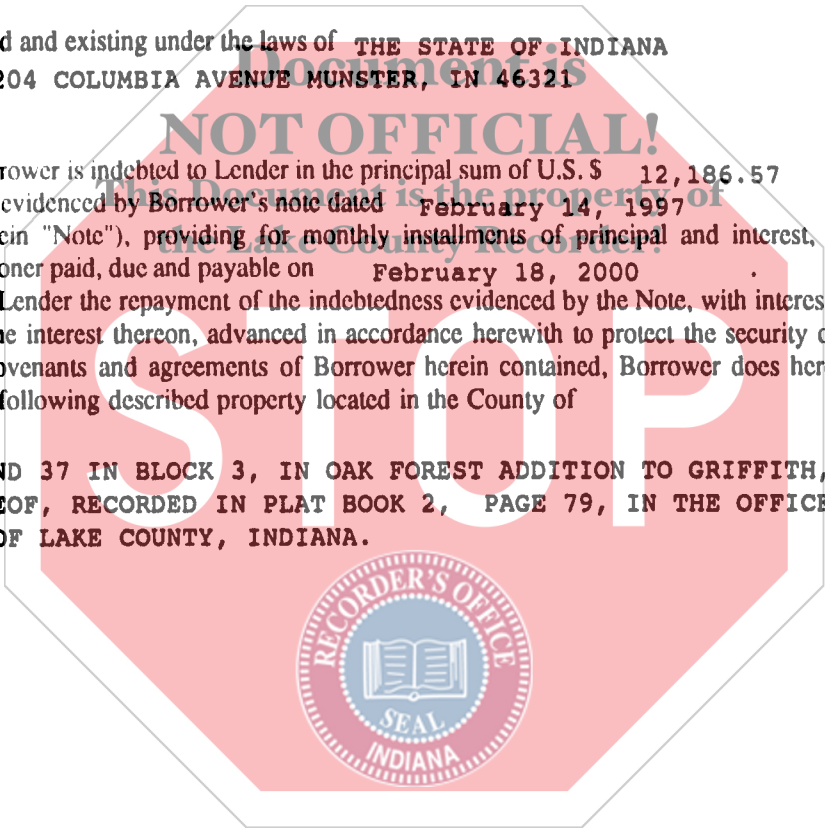 d and existing under the laws of THE STATE OF INDIANA
204 COLUMBIA AVENUE MUNSTER, IN 46321
Document is
NOT OFFICIAL!
This Document is the property of
the Lake County Recorder!
rower is indebted to Lender in the principal sum of U.S. $ 12,186.57
evidenced by Borrower's note dated February 14, 1997
ein "Note"), providing for monthly installments of principal and interest,
oner paid, due and payable on February 18, 2000 .
Lender the repayment of the indebtedness evidenced by the Note, with interes
e interest thereon, advanced in accordance herewith to protect the security o
ovenants and agreements of Borrower herein contained, Borrower does her
following described property located in the County of
STOP
ND 37 IN BLOCK 3, IN OAK FOREST ADDITION TO GRIFFITH,
EOF, RECORDED IN PLAT BOOK 2, PAGE 79, IN THE OFFICE
OF LAKE COUNTY, INDIANA.
RECORDER'S OFFICE
SEAL
INDIANA